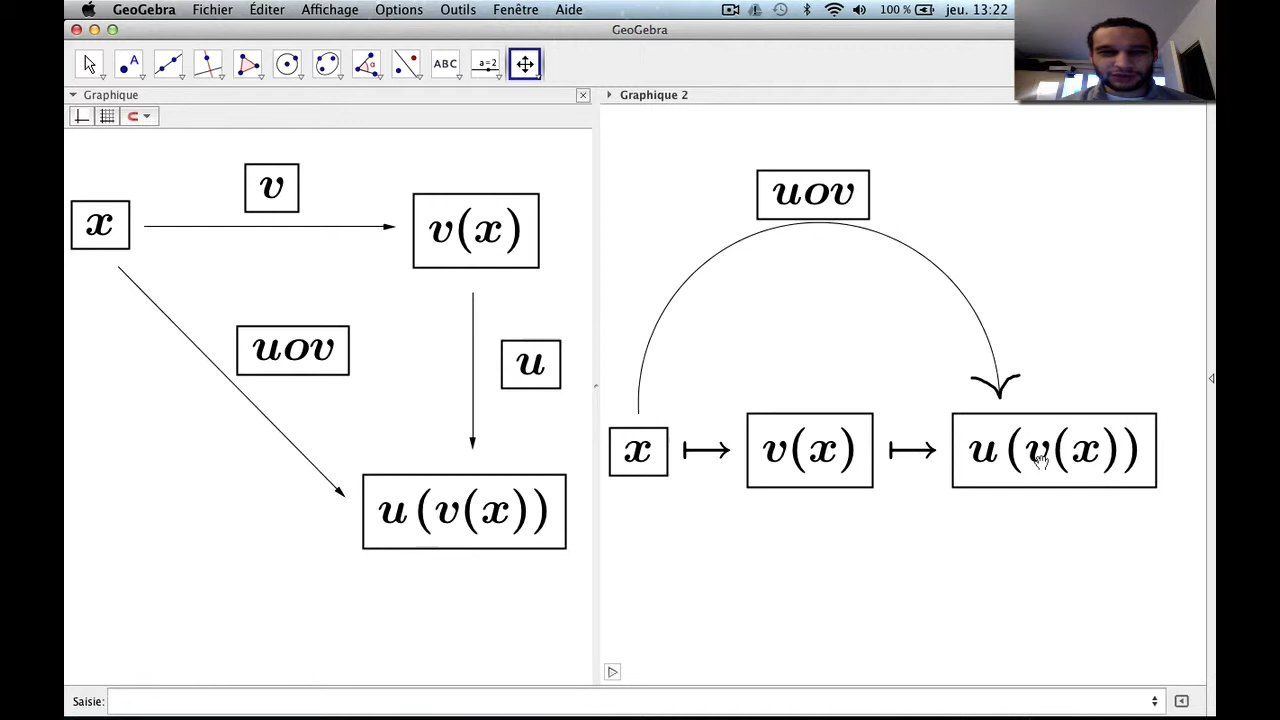 GeoGebra Fichier Éditer Affichage Options Outils Fenêtre Aide 100 % jeu. 13:22
GeoGebra
A ABC a=2
Graphique Graphique 2
v
x
v(x)
uov
u
u(v(x))
uov
x ↦ v(x) ↦ u(v(x))
Saisie: